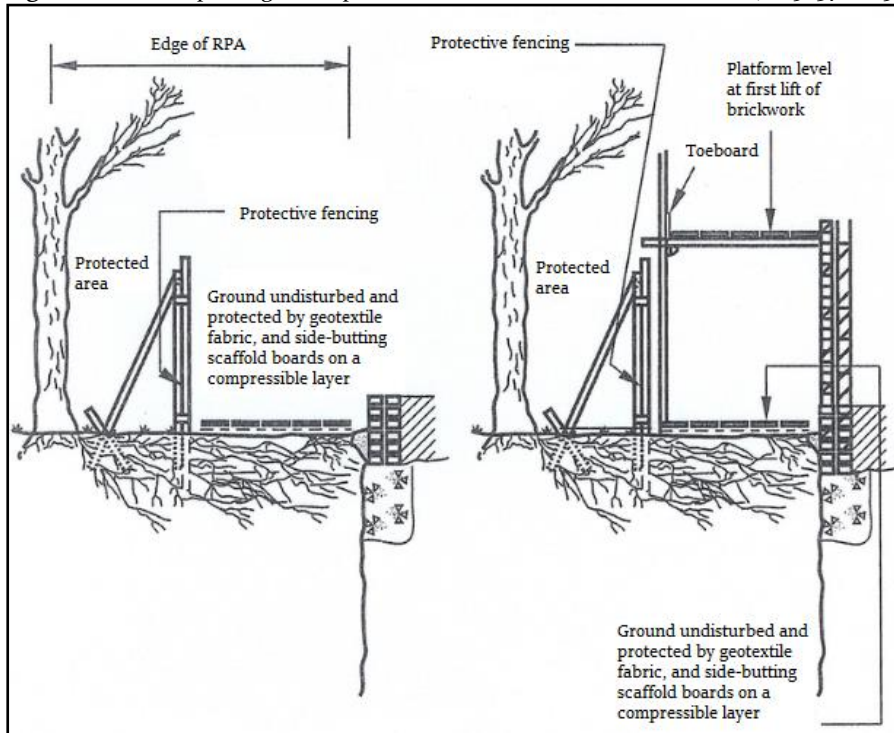 Edge of RPA
Protective fencing
Protected
area
Ground undisturbed and
protected by geotextile
fabric, and side-butting
scaffold boards on a
compressible layer
Protective fencing
Platform level
at first lift of
brickwork
Toeboard
Protected
area
Ground undisturbed and
protected by geotextile
fabric, and side-butting
scaffold boards on a
compressible layer